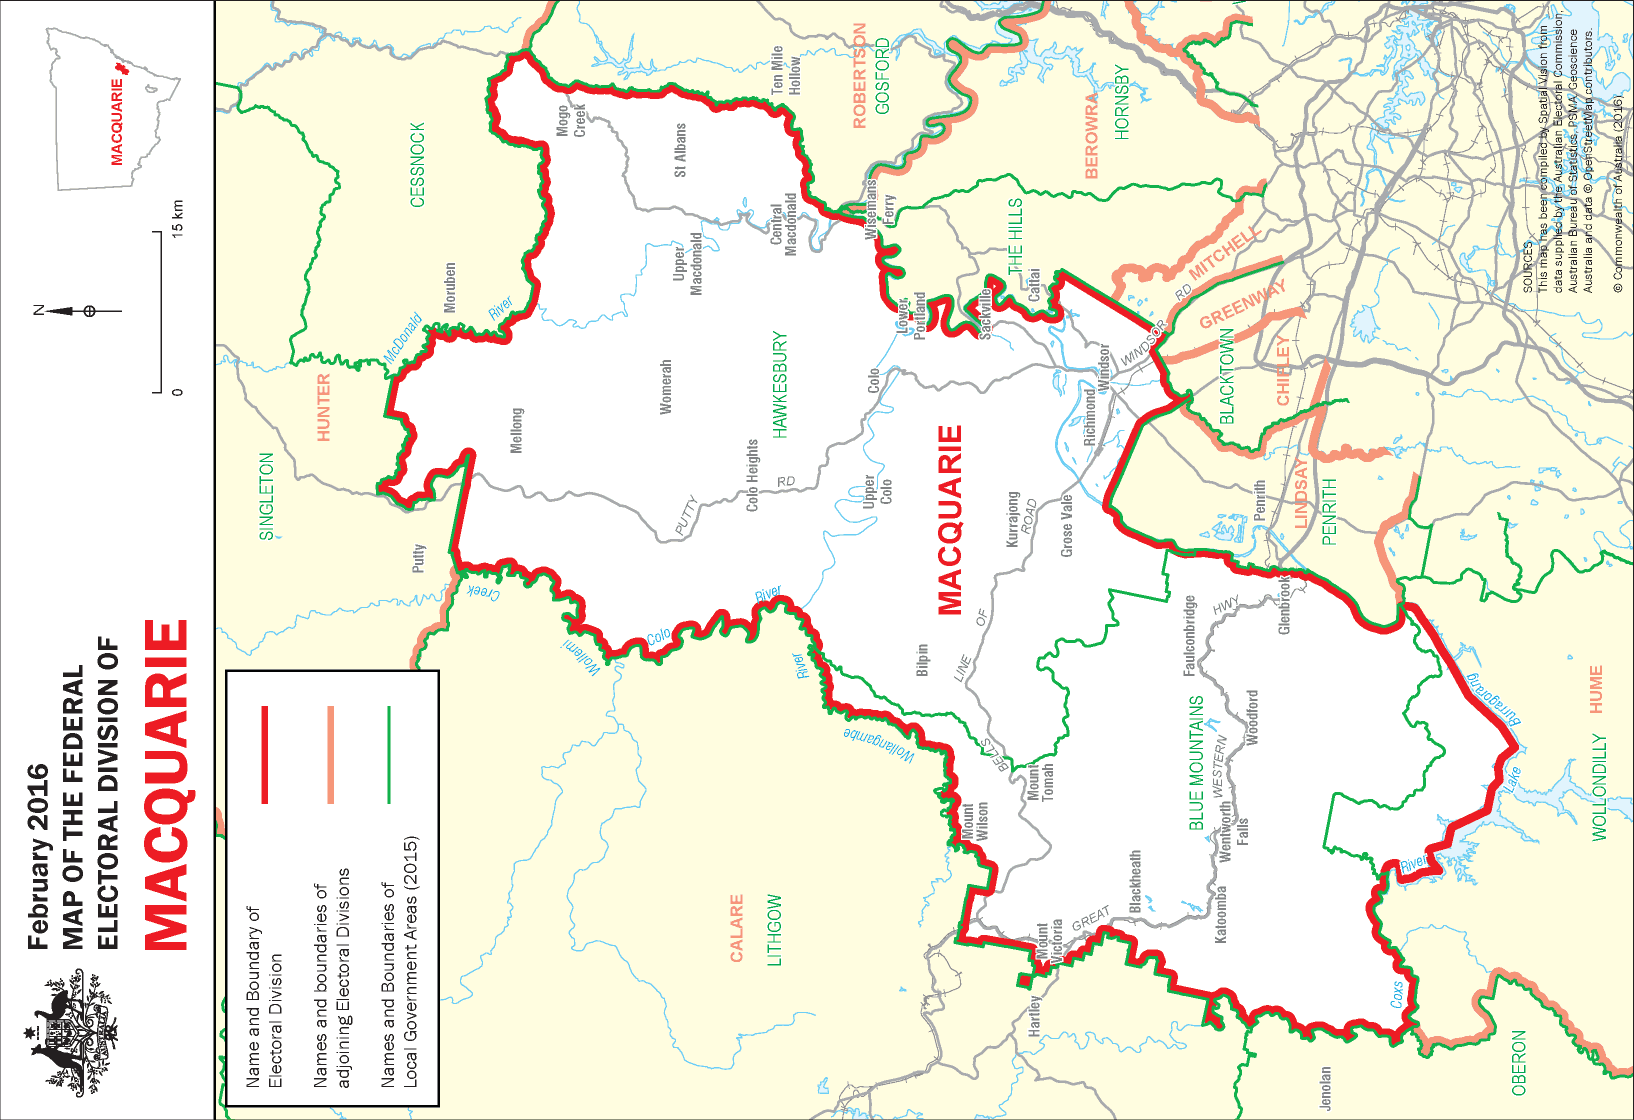 February 2016
MAP OF THE FEDERAL
ELECTORAL DIVISION OF
MACQUARIE
MACQUARIE
N
0
15 km
Name and Boundary of
Electoral Division
Names and boundaries of
adjoining Electoral Divisions
Names and Boundaries of
Local Government Areas (2015)
SINGLETON
HUNTER
CESSNOCK
Putty
Moruben
McDonald
River
Mellong
Mogo
Creek
Ten Mile
Hollow
St Albans
Central
Macdonald
Upper
Macdonald
Womerah
HAWKESBURY
Colo Heights
PUTTY
RD
Creek
Wollemi
Colo
River
River
Wollangambe
CALARE
LITHGOW
ROBERTSON
GOSFORD
Wisemans
Ferry
Lower
Portland
Colo
Upper
Colo
MACQUARIE
Bilpin
BELLS
LINE
OF
ROAD
Kurrajong
Grose Vale
Sackville
Cattai
THE HILLS
BEROWRA
HORNSBY
MITCHELL
GREENWAY
WINDSOR
RD
Richmond
Windsor
BLACKTOWN
CHIFLEY
LINDSAY
PENRITH
Penrith
Glenbrook
Faulconbridge
HWY
WESTERN
GREAT
Woodford
BLUE MOUNTAINS
Wentworth
Falls
Katoomba
Blackheath
Mount
Tomah
Mount
Wilson
Mount
Victoria
Hartley
Jenolan
OBERON
Coxs
River
Lake
Burragorang
HUME
WOLLONDILLY
SOURCES
This map has been compiled by Spatial Vision from
data supplied by the Australian Electoral Commission,
Australian Bureau of Statistics, PSMA, Geoscience
Australia and data © OpenStreetMap contributors.
© Commonwealth of Australia (2016)